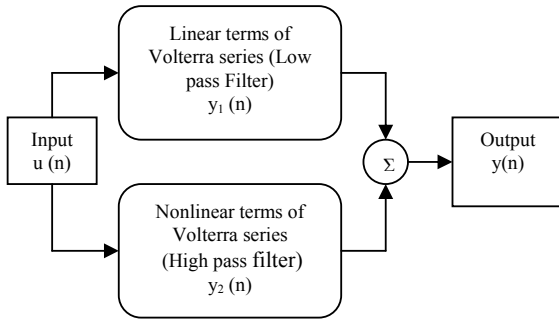 Linear terms of
Volterra series (Low
pass Filter)
y₁ (n)
Input
u (n)
Σ
Output
y(n)
Nonlinear terms of
Volterra series
(High pass filter)
y₂ (n)